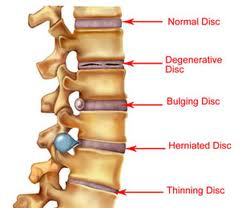 Normal Disc
Degenerative
Disc
Bulging Disc
Herniated Disc
Thinning Disc